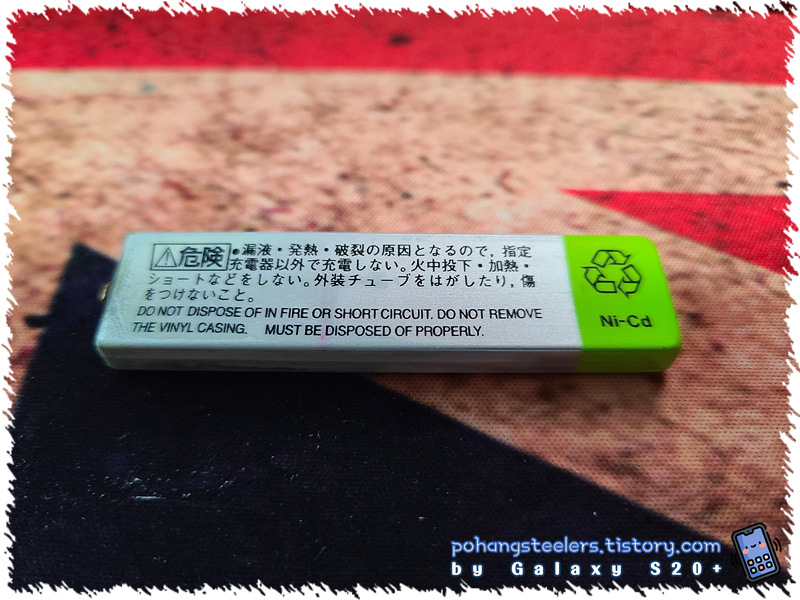 ⚠危険 ●漏液・発熱・破裂の原因となるので, 指定
充電器以外で充電しない。火中投下・加熱・
ショートなどをしない。外装チューブをはがしたり, 傷
をつけないこと。
DO NOT DISPOSE OF IN FIRE OR SHORT CIRCUIT. DO NOT REMOVE
THE VINYL CASING. MUST BE DISPOSED OF PROPERLY.
Ni-Cd
pohangsteelers.tistory.com
by Galaxy S20+